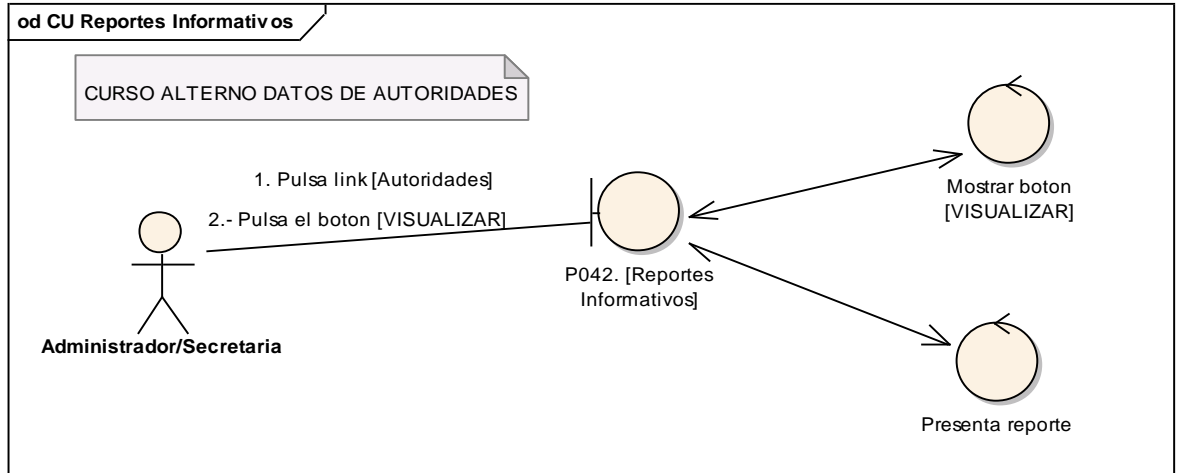 od CU Reportes Informativos
CURSO ALTERNO DATOS DE AUTORIDADES
1. Pulsa link [Autoridades]
2.- Pulsa el boton [VISUALIZAR]
Administrador/Secretaria
P042. [Reportes
Informativos]
Mostrar boton
[VISUALIZAR]
Presenta reporte